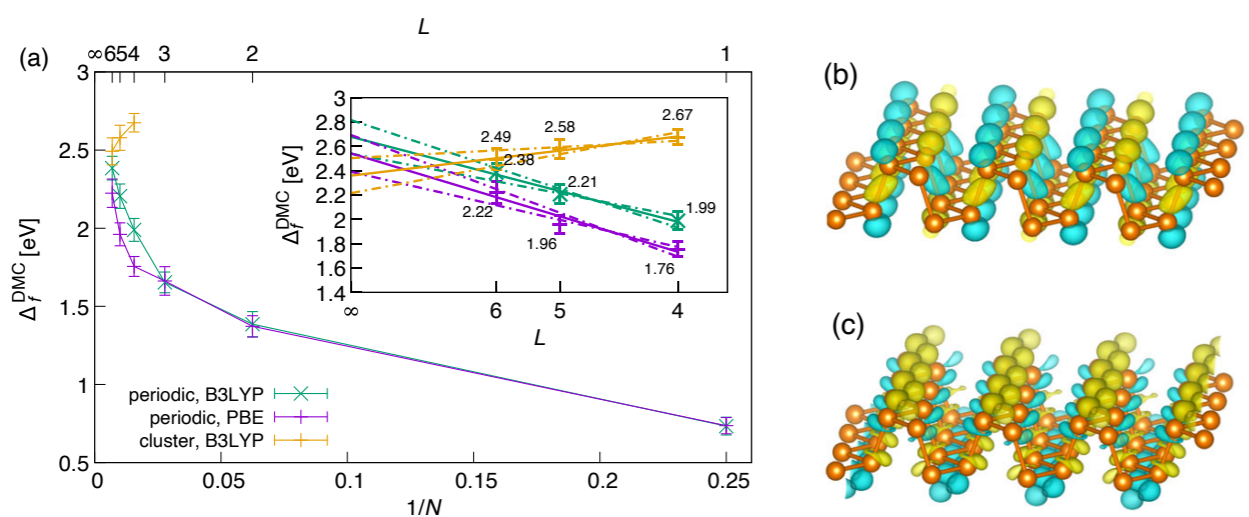 L
(a)
∞ 6 5 4 3 2 1
3
2.5
2
1.5
1
0.5
Δ_f^DMC [eV]
0 0.05 0.1 0.15 0.2 0.25
1/N
periodic, B3LYP
periodic, PBE
cluster, B3LYP
3
2.8
2.6
2.4
2.2
2
1.8
1.6
1.4
Δ_f^DMC [eV]
2.67
2.58
2.49
2.38
2.21
1.99
2.22
1.96
1.76
∞ 6 5 4
L
(b)
(c)